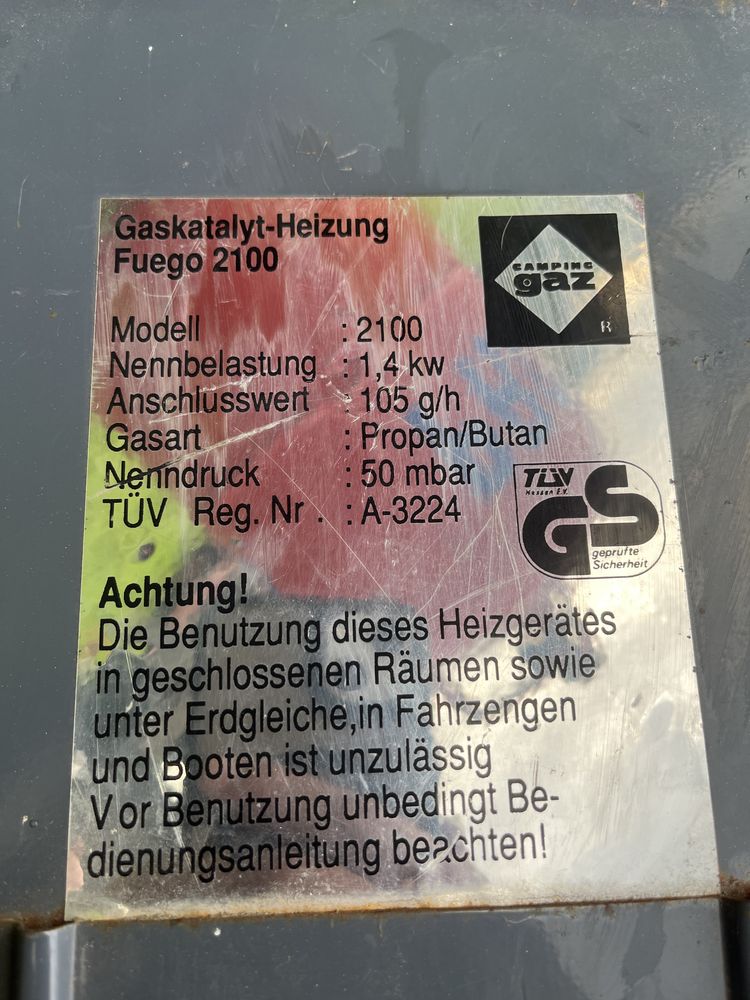 Gaskatalyt-Heizung
Fuego 2100
CAMPING
gaz
R
Modell : 2100
Nennbelastung : 1,4 kw
Anschlusswert : 105 g/h
Gasart : Propan/Butan
Nenndruck : 50 mbar
TÜV Reg. Nr . : A-3224
TÜV
Hessen E.V.
GS
geprüfte
Sicherheit
Achtung!
Die Benutzung dieses Heizgerätes
in geschlossenen Räumen sowie
unter Erdgleiche,in Fahrzengen
und Booten ist unzulässig
Vor Benutzung unbedingt Be-
dienungsanleitung beachten!